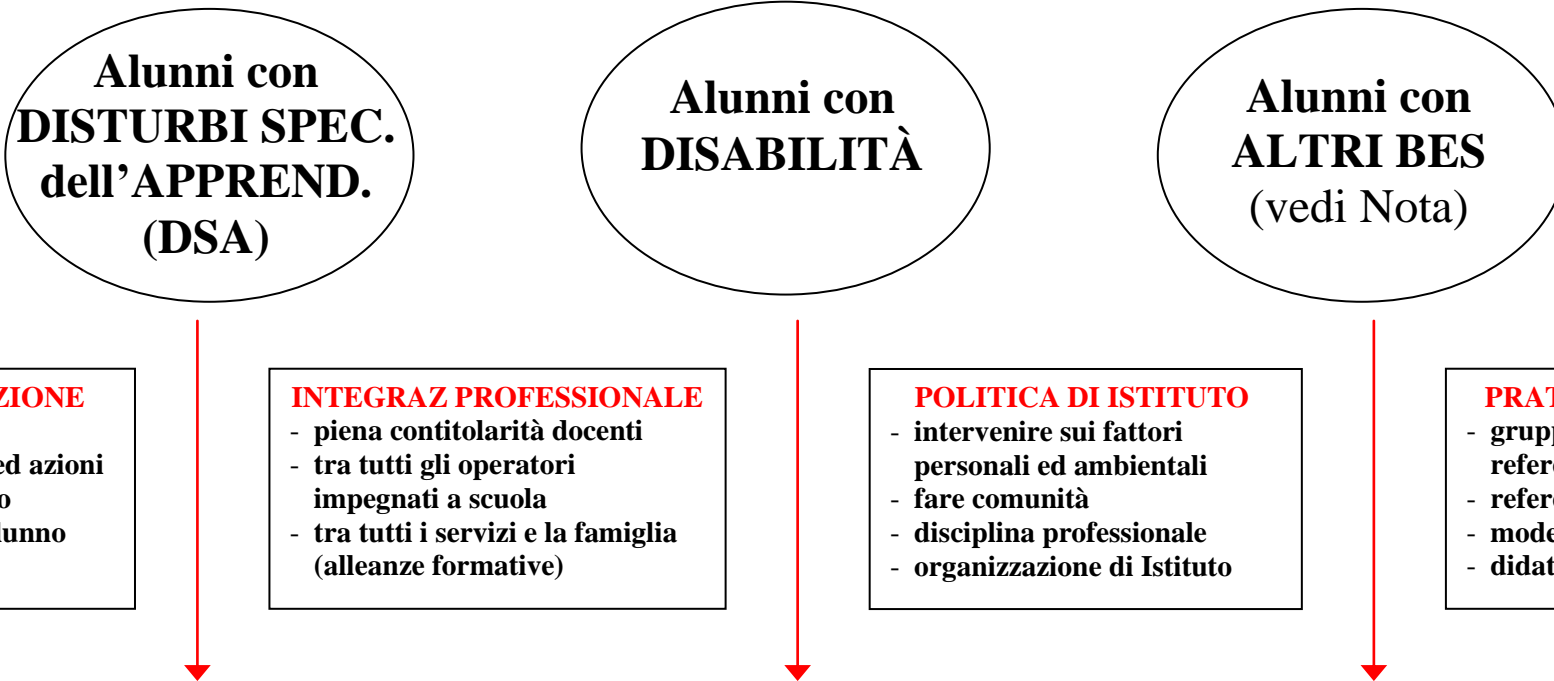 Alunni con
DISTURBI SPEC.
dell’APPREND.
(DSA)
Alunni con
DISABILITÀ
Alunni con
ALTRI BES
(vedi Nota)
ZIONE
ed azioni
o
lunno
INTEGRAZ PROFESSIONALE
- piena contitolarità docenti
- tra tutti gli operatori
impegnati a scuola
- tra tutti i servizi e la famiglia
(alleanze formative)
POLITICA DI ISTITUTO
- intervenire sui fattori
personali ed ambientali
- fare comunità
- disciplina professionale
- organizzazione di Istituto
PRAT
- grupp
refere
- refere
- mode
- didat